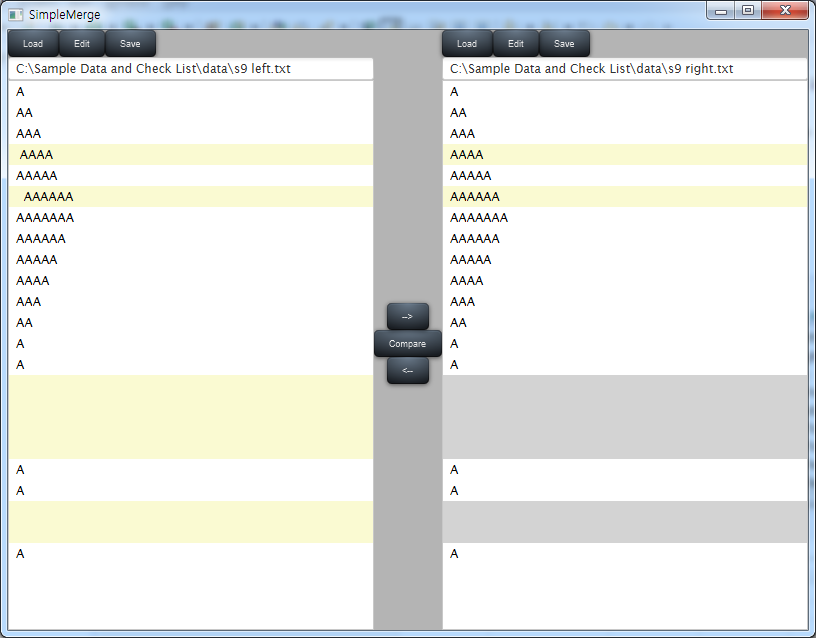 SimpleMerge
Load Edit Save
C:\Sample Data and Check List\data\s9 left.txt
A
AA
AAA
AAAA
AAAAA
AAAAAA
AAAAAAA
AAAAAA
AAAAA
AAAA
AAA
AA
A
A
A
A
A
-->
Compare
<--
Load Edit Save
C:\Sample Data and Check List\data\s9 right.txt
A
AA
AAA
AAAA
AAAAA
AAAAAA
AAAAAAA
AAAAAA
AAAAA
AAAA
AAA
AA
A
A
A
A
A